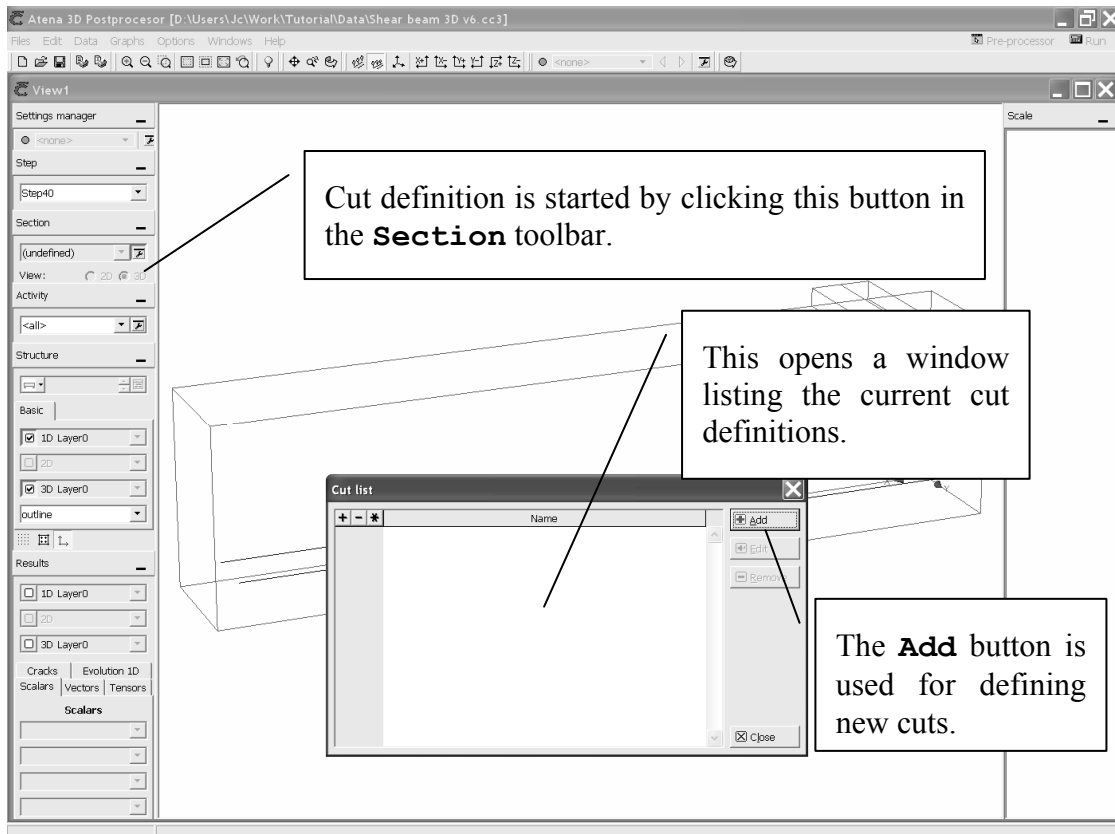 Atena 3D Postprocesor [D:\Users\Jc\Work\Tutorial\Data\Shear beam 3D v6.cc3]
Files Edit Data Graphs Options Windows Help
Pre-processor Run
<none>
View1
Settings manager
<none>
Step
Step40
Section
(undefined)
View: 2D 3D
Activity
<all>
Structure
Basic
1D Layer0
2D
3D Layer0
outline
Results
1D Layer0
2D
3D Layer0
Cracks Evolution 1D
Scalars Vectors Tensors
Scalars
Scale
Cut definition is started by clicking this button in
the Section toolbar.
This opens a window
listing the current cut
definitions.
Cut list
+ - * Name
Add
Edit
Remove
Close
The Add button is
used for defining
new cuts.